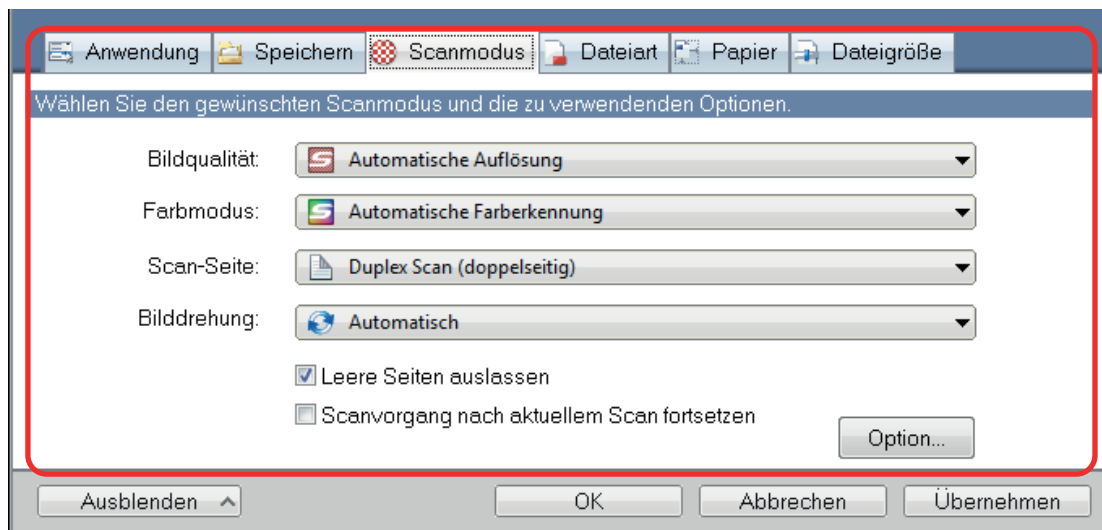 Anwendung Speichern Scanmodus Dateiart Papier Dateigröße
Wählen Sie den gewünschten Scanmodus und die zu verwendenden Optionen.
Bildqualität: Automatische Auflösung
Farbmodus: Automatische Farberkennung
Scan-Seite: Duplex Scan (doppelseitig)
Bilddrehung: Automatisch
Leere Seiten auslassen
Scanvorgang nach aktuellem Scan fortsetzen
Option...
Ausblenden OK Abbrechen Übernehmen